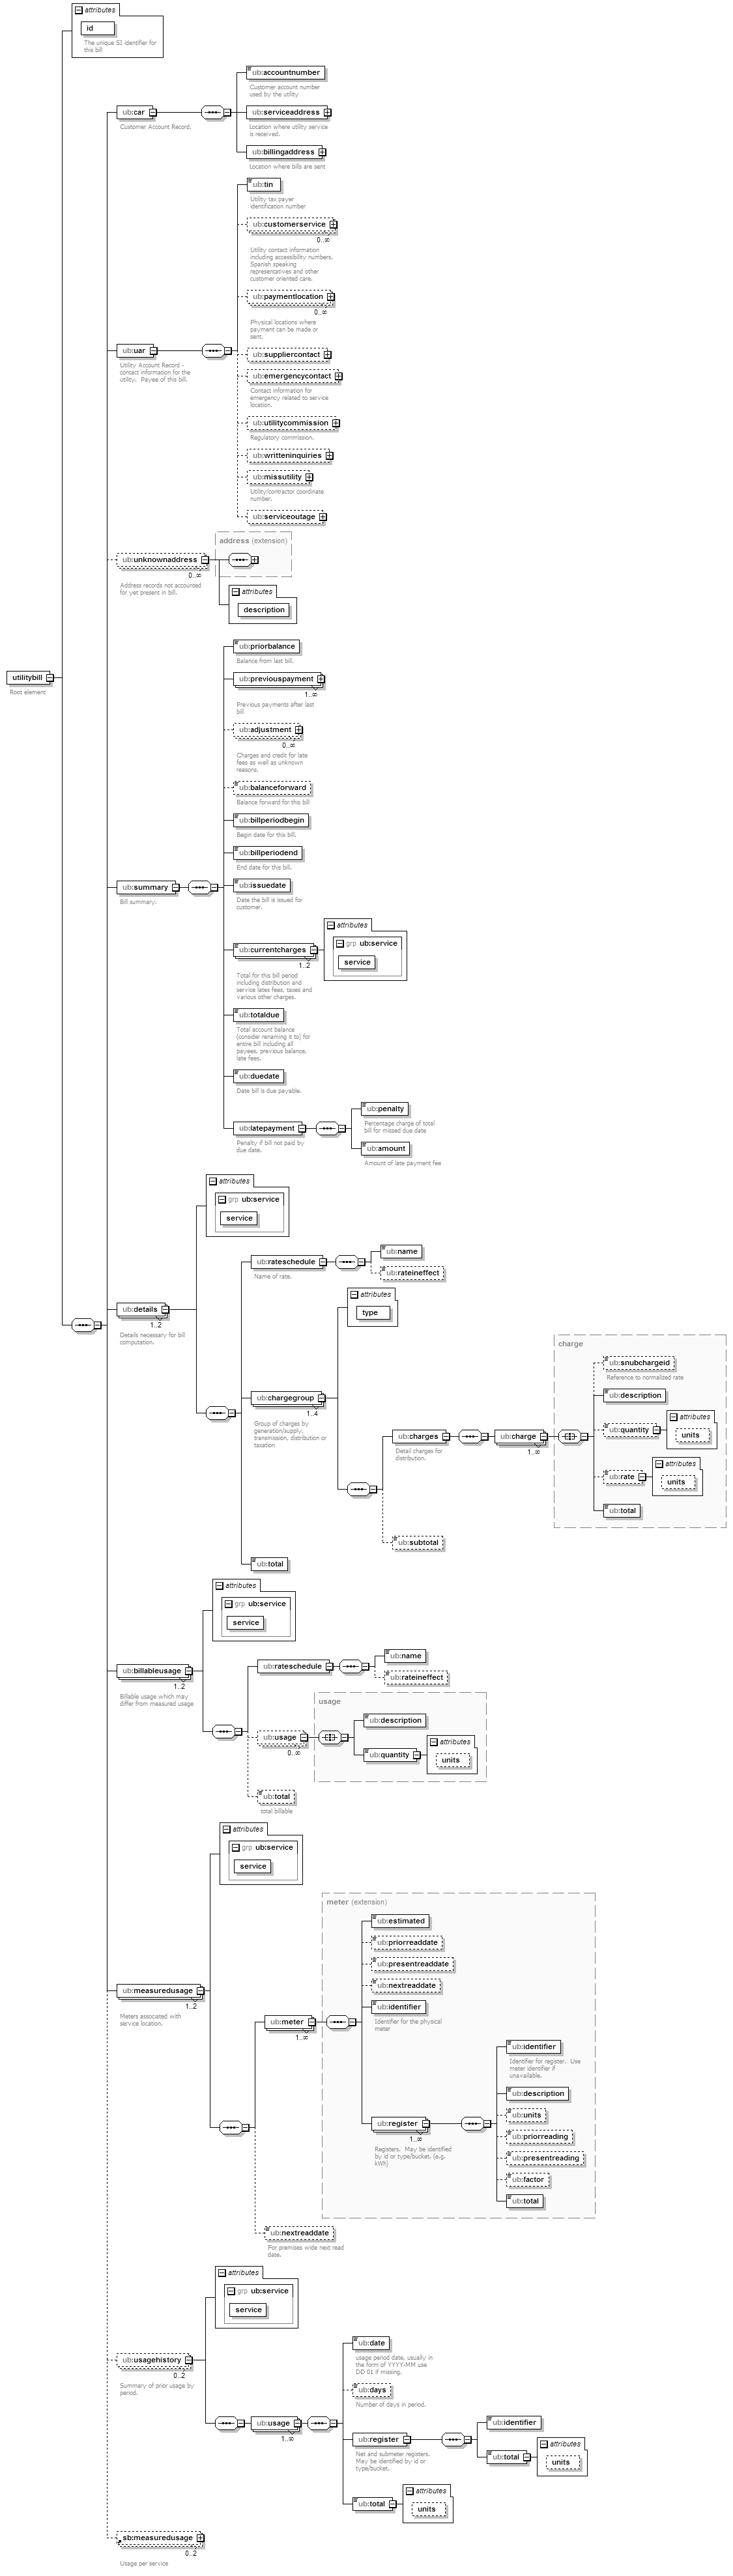 attributes
id
The unique SI identifier for
this bill
ub:accountnumber
Customer account number
used by the utility
ub:car
Customer Account Record.
ub:serviceaddress
Location where utility service
is received.
ub:billingaddress
Location where bills are sent
ub:tin
Utility tax payer
identification number
ub:customerservice
0..∞
Utility contact information
including accessibility numbers.
Spanish speaking
representatives and other
customer oriented care.
ub:paymentlocation
0..∞
Physical locations where
payment can be made or
sent.
ub:uar
Utility Account Record -
contact information for the
utility. Payee of this bill.
ub:suppliercontact
ub:emergencycontact
Contact information for
emergency related to service
location.
ub:utilitycommission
Regulatory commission.
ub:writteninquiries
ub:missutility
Utility/contractor coordinate
number.
ub:serviceoutage
address (extension)
ub:unknownaddress
0..∞
Address records not accounted
for yet present in bill.
attributes
description
utilitybill
Root element
ub:priorbalance
Balance from last bill.
ub:previouspayment
1..∞
Previous payments after last
bill
ub:adjustment
0..∞
Charges and credit for late
fees as well as unknown
reasons.
ub:balanceforward
Balance forward for this bill
ub:billperiodbegin
Begin date for this bill.
ub:billperiodend
End date for this bill.
ub:summary
Bill summary.
ub:issuedate
Date the bill is issued for
customer.
attributes
grp ub:service
service
ub:currentcharges
1..2
Total for this bill period
including distribution and
service lates fees, taxes and
various other charges.
ub:totaldue
Total account balance
(consider renaming it to) for
entire bill including all
payees, previous balance,
late fees.
ub:duedate
Date bill is due payable.
ub:latepayment
Penalty if bill not paid by
due date.
ub:penalty
Percentage charge of total
bill for missed due date
ub:amount
Amount of late payment fee
attributes
grp ub:service
service
ub:details
1..2
Details necessary for bill
computation.
ub:rateschedule
Name of rate.
ub:name
ub:rateineffect
attributes
type
ub:chargegroup
1..4
Group of charges by
generation/supply,
transmission, distribution or
taxation
ub:charges
Detail charges for
distribution.
ub:charge
1..∞
charge
ub:snubchargeid
Reference to normalized rate
ub:description
ub:quantity
attributes
units
ub:rate
attributes
units
ub:total
ub:subtotal
ub:total
attributes
grp ub:service
service
ub:billableusage
1..2
Billable usage which may
differ from measured usage
ub:rateschedule
ub:name
ub:rateineffect
usage
ub:usage
0..∞
ub:description
ub:quantity
attributes
units
ub:total
total billable
attributes
grp ub:service
service
ub:measuredusage
1..2
Meters associated with
service location.
meter (extension)
ub:estimated
ub:priorreaddate
ub:presentreaddate
ub:nextreaddate
ub:identifier
Identifier for the physical
meter
ub:meter
1..∞
ub:register
1..∞
Registers. May be identified
by id or type/bucket. (e.g.
kWh)
ub:identifier
Identifier for register. Use
meter identifier if
unavailable.
ub:description
ub:units
ub:priorreading
ub:presentreading
ub:factor
ub:total
ub:nextreaddate
For premises wide next read
date.
attributes
grp ub:service
service
ub:usagehistory
0..2
Summary of prior usage by
period.
ub:usage
1..∞
ub:date
usage period date, usually in
the form of YYYY-MM use
DD 01 if missing.
ub:days
Number of days in period.
ub:register
Net and submeter registers.
May be identified by id or
type/bucket.
ub:identifier
ub:total
attributes
units
ub:total
attributes
units
sb:measuredusage
0..2
Usage per service